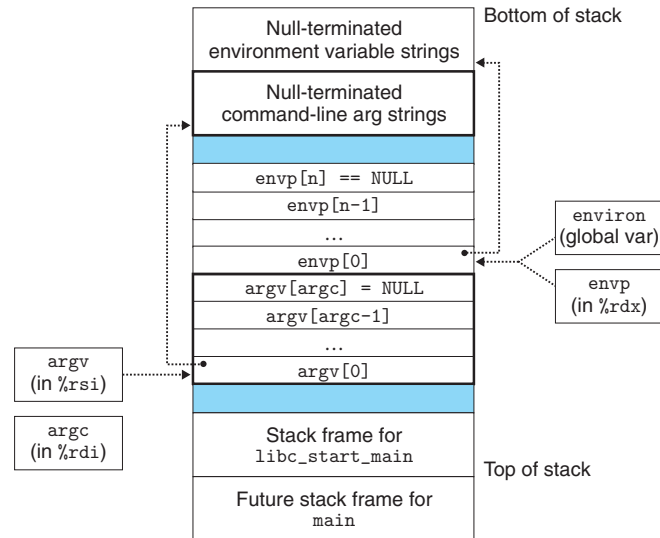 Bottom of stack
Null-terminated
environment variable strings
Null-terminated
command-line arg strings
envp[n] == NULL
envp[n-1]
...
envp[0]
environ
(global var)
envp
(in %rdx)
argv[argc] = NULL
argv[argc-1]
...
argv[0]
argv
(in %rsi)
argc
(in %rdi)
Stack frame for
libc_start_main
Top of stack
Future stack frame for
main